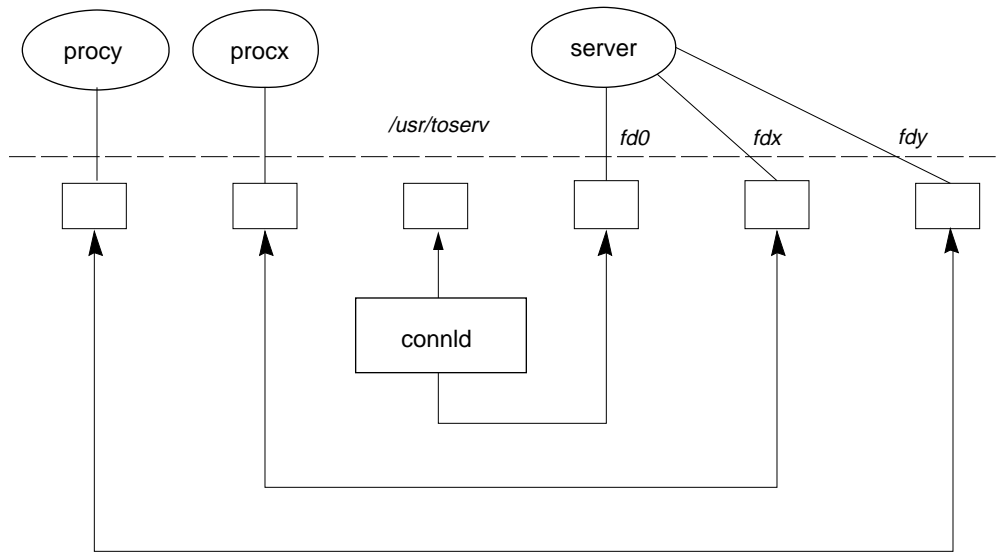 procy
procx
server
/usr/toserv
fd0
fdx
fdy
connld